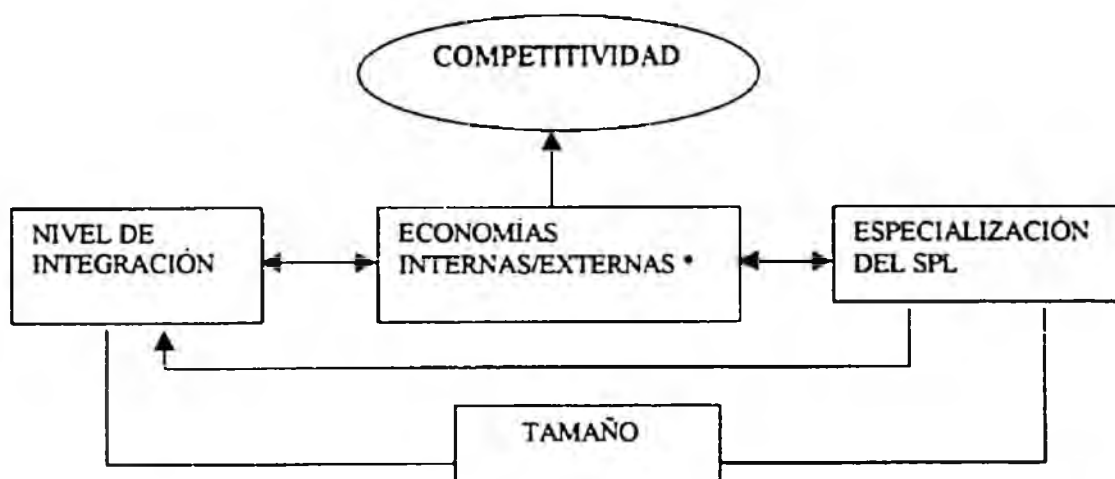 COMPETITIVIDAD
NIVEL DE
INTEGRACIÓN
ECONOMÍAS
INTERNAS/EXTERNAS *
ESPECIALIZACIÓN
DEL SPL
TAMAÑO